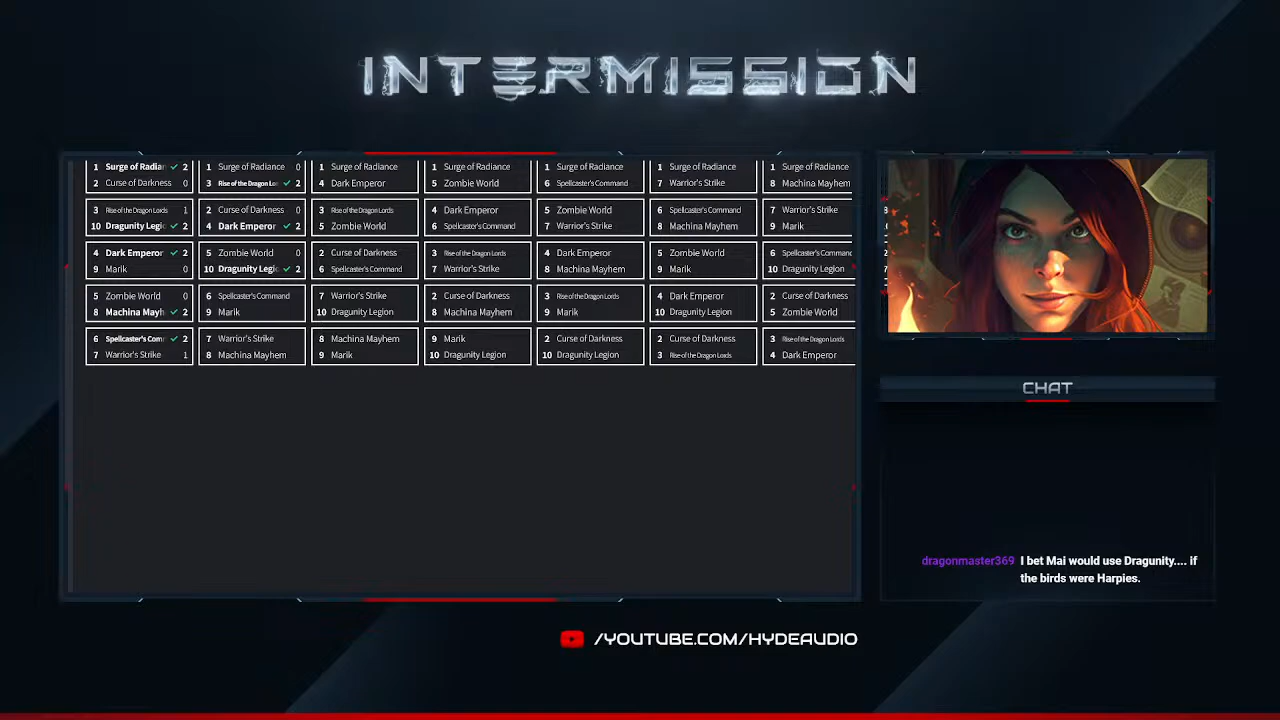 INTERMISSION
1 Surge of Radian ✓ 2
2 Curse of Darkness 0
1 Surge of Radiance 0
3 Rise of the Dragon Lor ✓ 2
1 Surge of Radiance
4 Dark Emperor
1 Surge of Radiance
5 Zombie World
1 Surge of Radiance
6 Spellcaster's Command
1 Surge of Radiance
7 Warrior's Strike
1 Surge of Radiance
8 Machina Mayhem
3 Rise of the Dragon Lords 1
10 Dragunity Legio ✓ 2
2 Curse of Darkness 0
4 Dark Emperor ✓ 2
3 Rise of the Dragon Lords
5 Zombie World
4 Dark Emperor
6 Spellcaster's Command
5 Zombie World
7 Warrior's Strike
6 Spellcaster's Command
8 Machina Mayhem
7 Warrior's Strike
9 Marik
4 Dark Emperor ✓ 2
9 Marik 0
5 Zombie World 0
10 Dragunity Legio ✓ 2
2 Curse of Darkness
6 Spellcaster's Command
3 Rise of the Dragon Lords
7 Warrior's Strike
4 Dark Emperor
8 Machina Mayhem
5 Zombie World
9 Marik
6 Spellcaster's Command
10 Dragunity Legion
5 Zombie World 0
8 Machina Mayh ✓ 2
6 Spellcaster's Command
9 Marik
7 Warrior's Strike
10 Dragunity Legion
2 Curse of Darkness
8 Machina Mayhem
3 Rise of the Dragon Lords
9 Marik
4 Dark Emperor
10 Dragunity Legion
2 Curse of Darkness
5 Zombie World
6 Spellcaster's Com ✓ 2
7 Warrior's Strike 1
7 Warrior's Strike
8 Machina Mayhem
8 Machina Mayhem
9 Marik
9 Marik
10 Dragunity Legion
2 Curse of Darkness
10 Dragunity Legion
2 Curse of Darkness
3 Rise of the Dragon Lords
3 Rise of the Dragon Lords
4 Dark Emperor
CHAT
dragonmaster369 I bet Mai would use Dragunity.... if
the birds were Harpies.
/YOUTUBE.COM/HYDEAUDIO